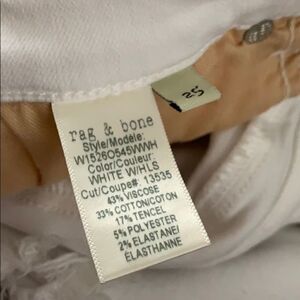 rag & bone
Style/Modèle:
W1526O545WWH
Color/Couleur:
WHITE W/HLS
Cut/Coupe#: 13535
43% VISCOSE
33% COTTON/COTON
17% TENCEL
5% POLYESTER
2% ELASTANE/
ELASTHANNE
25